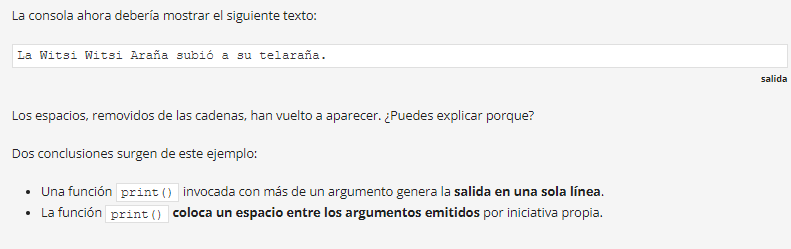 La consola ahora debería mostrar el siguiente texto:
La Witsi Witsi Araña subió a su telaraña.
salida
Los espacios, removidos de las cadenas, han vuelto a aparecer. ¿Puedes explicar porque?
Dos conclusiones surgen de este ejemplo:
• Una función print() invocada con más de un argumento genera la salida en una sola línea.
• La función print() coloca un espacio entre los argumentos emitidos por iniciativa propia.